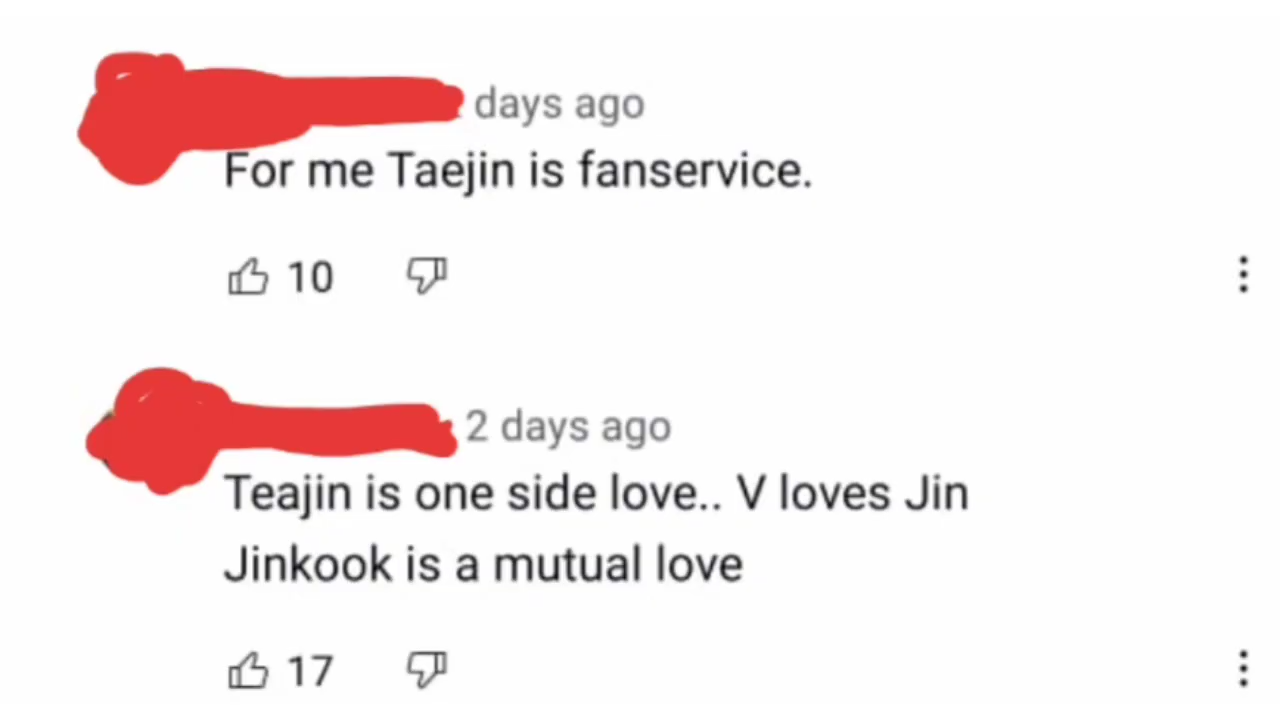 days ago
For me Taejin is fanservice.
10
2 days ago
Teajin is one side love.. V loves Jin
Jinkook is a mutual love
17